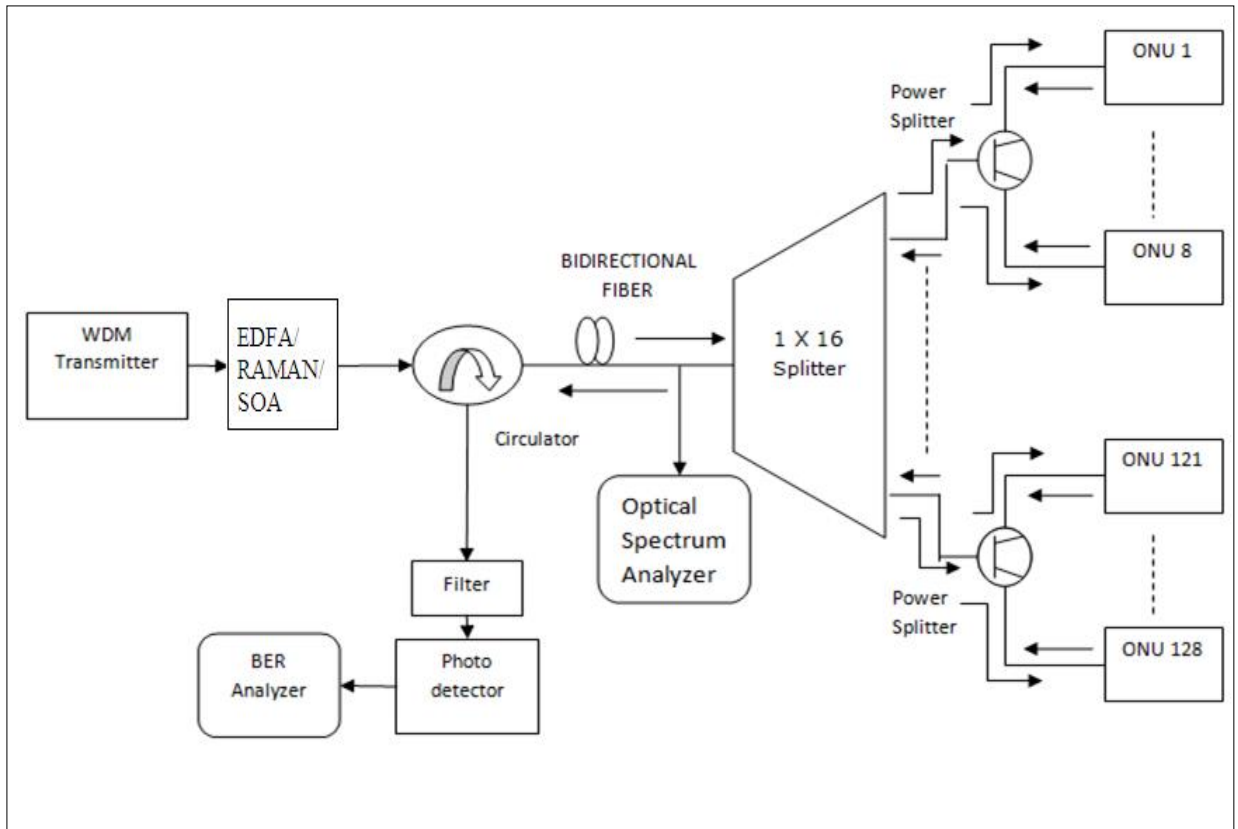 WDM
Transmitter
EDFA/
RAMAN/
SOA
Circulator
BIDIRECTIONAL
FIBER
1 X 16
Splitter
Optical
Spectrum
Analyzer
Filter
Photo
detector
BER
Analyzer
Power
Splitter
ONU 1
ONU 8
Power
Splitter
ONU 121
ONU 128